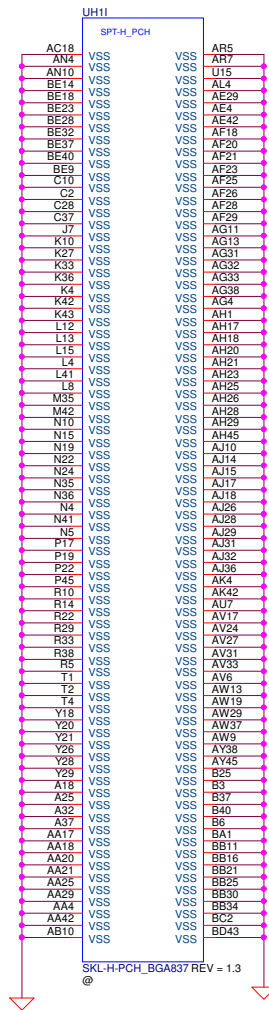 UH1I
SPT-H_PCH
AC18 VSS VSS AR5
AN4 VSS VSS AR7
AN10 VSS VSS U15
BE14 VSS VSS AL4
BE18 VSS VSS AE29
BE23 VSS VSS AE4
BE28 VSS VSS AE42
BE32 VSS VSS AF18
BE37 VSS VSS AF20
BE40 VSS VSS AF21
BE9 VSS VSS AF23
C10 VSS VSS AF25
C2 VSS VSS AF26
C28 VSS VSS AF28
C37 VSS VSS AF29
J7 VSS VSS AG11
K10 VSS VSS AG13
K27 VSS VSS AG31
K33 VSS VSS AG32
K36 VSS VSS AG33
K4 VSS VSS AG38
K42 VSS VSS AG4
K43 VSS VSS AH1
L12 VSS VSS AH17
L13 VSS VSS AH18
L15 VSS VSS AH20
L4 VSS VSS AH21
L41 VSS VSS AH23
L8 VSS VSS AH25
M35 VSS VSS AH26
M42 VSS VSS AH28
N10 VSS VSS AH29
N15 VSS VSS AH45
N19 VSS VSS AJ10
N22 VSS VSS AJ14
N24 VSS VSS AJ15
N35 VSS VSS AJ17
N36 VSS VSS AJ18
N4 VSS VSS AJ26
N41 VSS VSS AJ28
N5 VSS VSS AJ29
P17 VSS VSS AJ31
P19 VSS VSS AJ32
P22 VSS VSS AJ36
P45 VSS VSS AK4
R10 VSS VSS AK42
R14 VSS VSS AU7
R22 VSS VSS AV17
R29 VSS VSS AV24
R33 VSS VSS AV27
R38 VSS VSS AV31
R5 VSS VSS AV33
T1 VSS VSS AV6
T2 VSS VSS AW13
T4 VSS VSS AW19
Y18 VSS VSS AW29
Y20 VSS VSS AW37
Y21 VSS VSS AW9
Y26 VSS VSS AY38
Y28 VSS VSS AY45
Y29 VSS VSS B25
A18 VSS VSS B3
A25 VSS VSS B37
A32 VSS VSS B40
A37 VSS VSS B6
AA17 VSS VSS BA1
AA18 VSS VSS BB11
AA20 VSS VSS BB16
AA21 VSS VSS BB21
AA25 VSS VSS BB25
AA29 VSS VSS BB30
AA4 VSS VSS BB34
AA42 VSS VSS BC2
AB10 VSS VSS BD43
SKL-H-PCH_BGA837 REV = 1.3
@